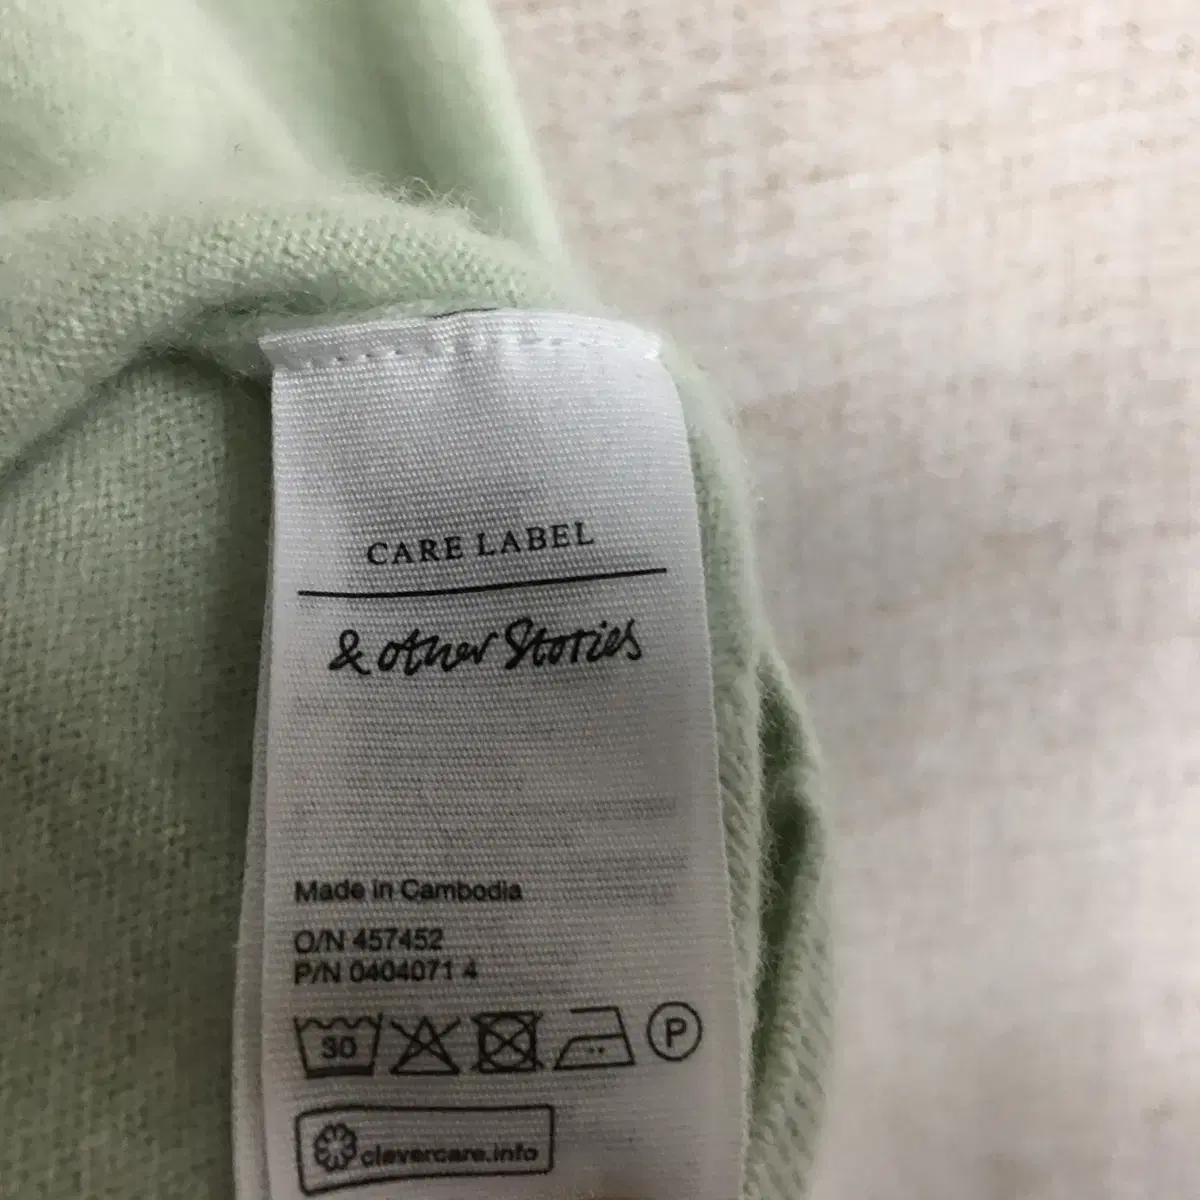 CARE LABEL
& other Stories
Made in Cambodia
O/N 457452
P/N 0404071 4
30 P
clevercare.info